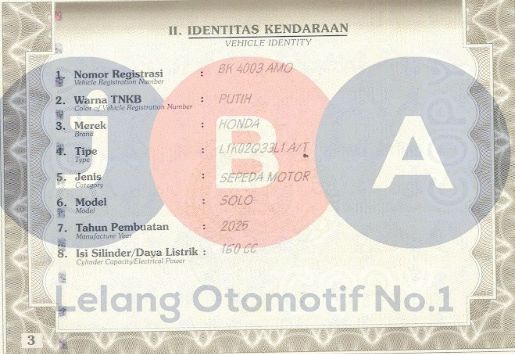 II. IDENTITAS KENDARAAN
VEHICLE IDENTITY
1. Nomor Registrasi : BK 4003 AMO
Vehicle Registration Number
2. Warna TNKB : PUTIH
Color of Vehicle Registration Number
3. Merek : HONDA
Brand
4. Tipe : L1K02Q33L1 A/T
Type
5. Jenis : SEPEDA MOTOR
Category
6. Model : SOLO
Model
7. Tahun Pembuatan : 2025
Manufacture Year
8. Isi Silinder/Daya Listrik : 160 CC
Cylinder Capacity/Electrical Power
j B A
Lelang Otomotif No.1
3